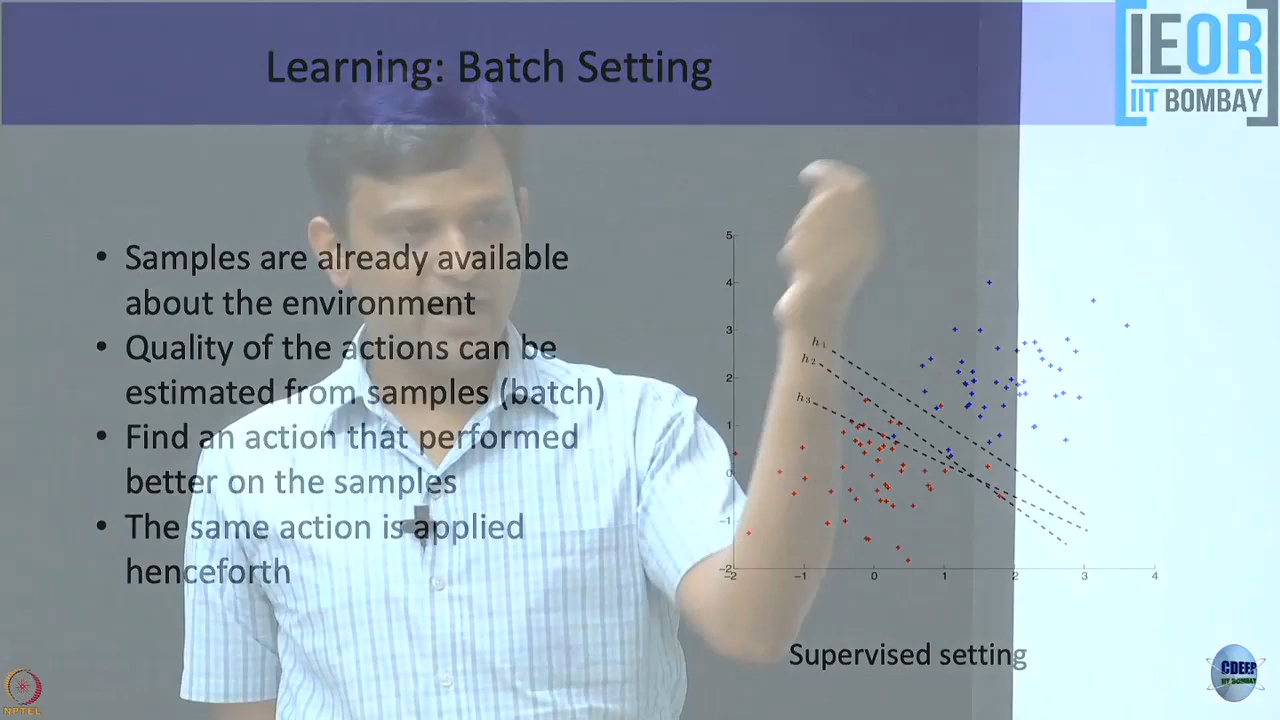 Learning: Batch Setting
IEOR
IIT BOMBAY
• Samples are already available
about the environment
• Quality of the actions can be
estimated from samples (batch)
• Find an action that performed
better on the samples
• The same action is applied
henceforth
5
4
3
2
1
0
-1
-2
h1
h2
h3
-2 -1 0 1 2 3 4
Supervised setting
NPTEL
CDEEP
IIT BOMBAY